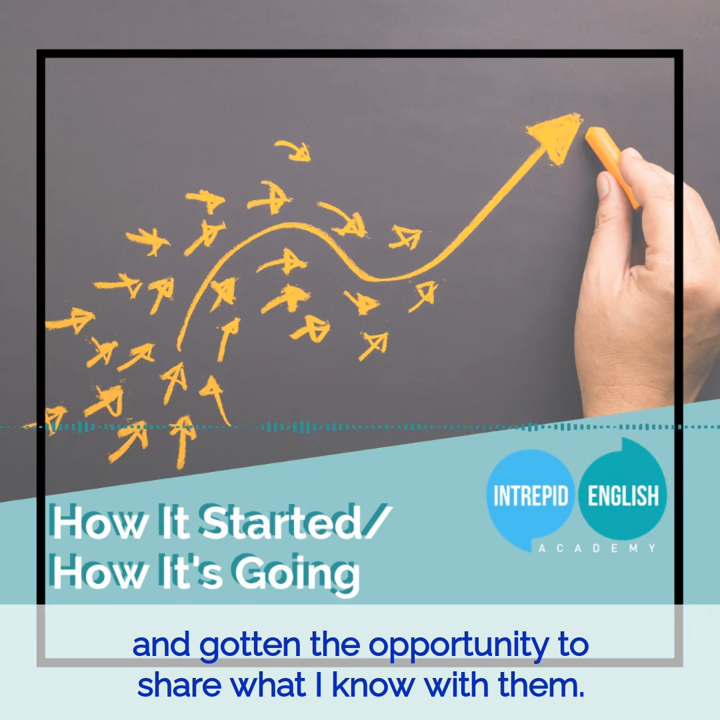 How It Started/
How It's Going
INTREPID ENGLISH
ACADEMY
and gotten the opportunity to
share what I know with them.